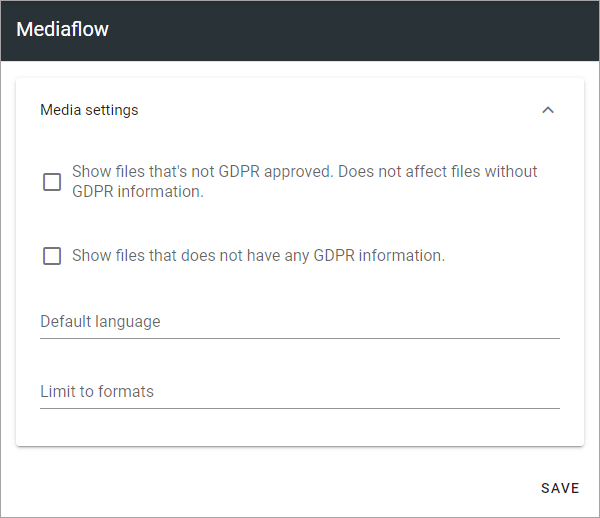 Mediaflow
Media settings
Show files that's not GDPR approved. Does not affect files without
GDPR information.
Show files that does not have any GDPR information.
Default language
Limit to formats
SAVE